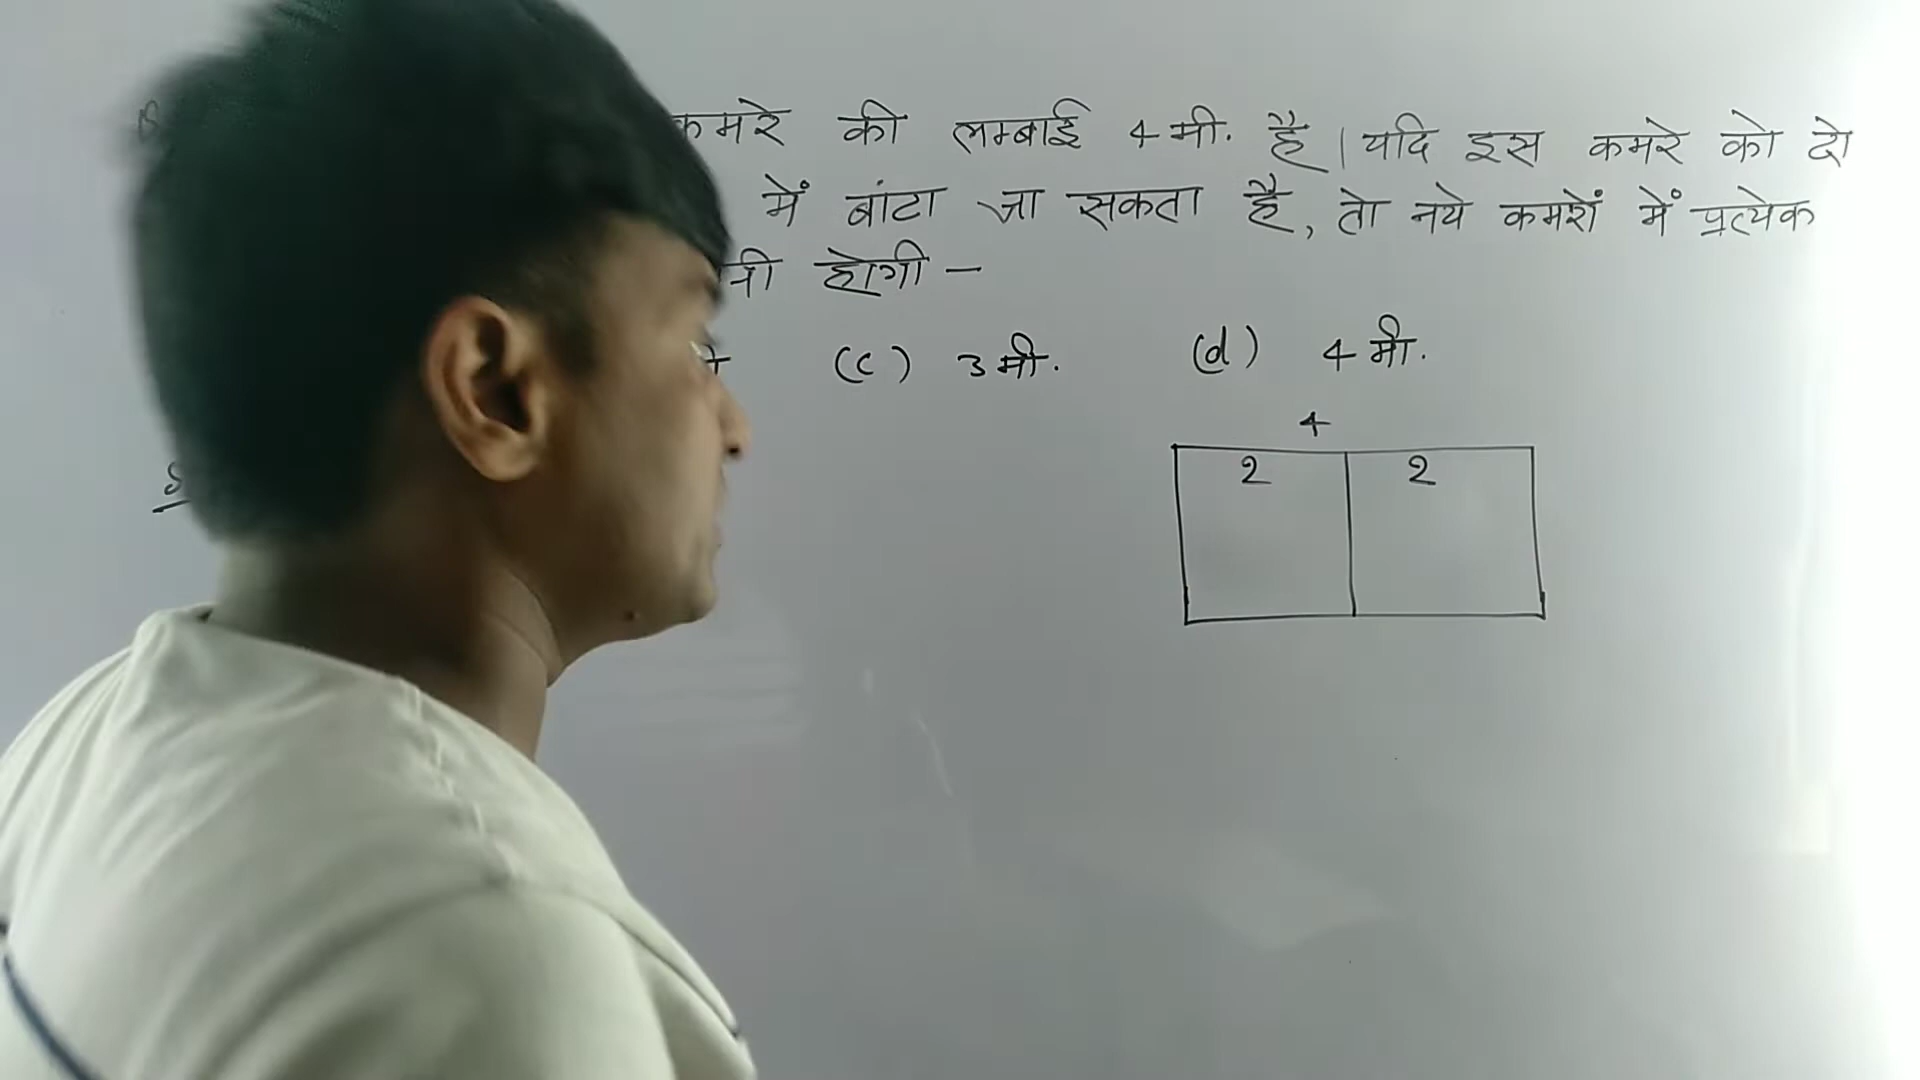 कमरे की लम्बाई 4 मी. है। यदि इस कमरे को दो
में बांटा जा सकता है, तो नये कमरों में प्रत्येक
होगी –
(c) 3 मी. (d) 4 मी.
4
2 2